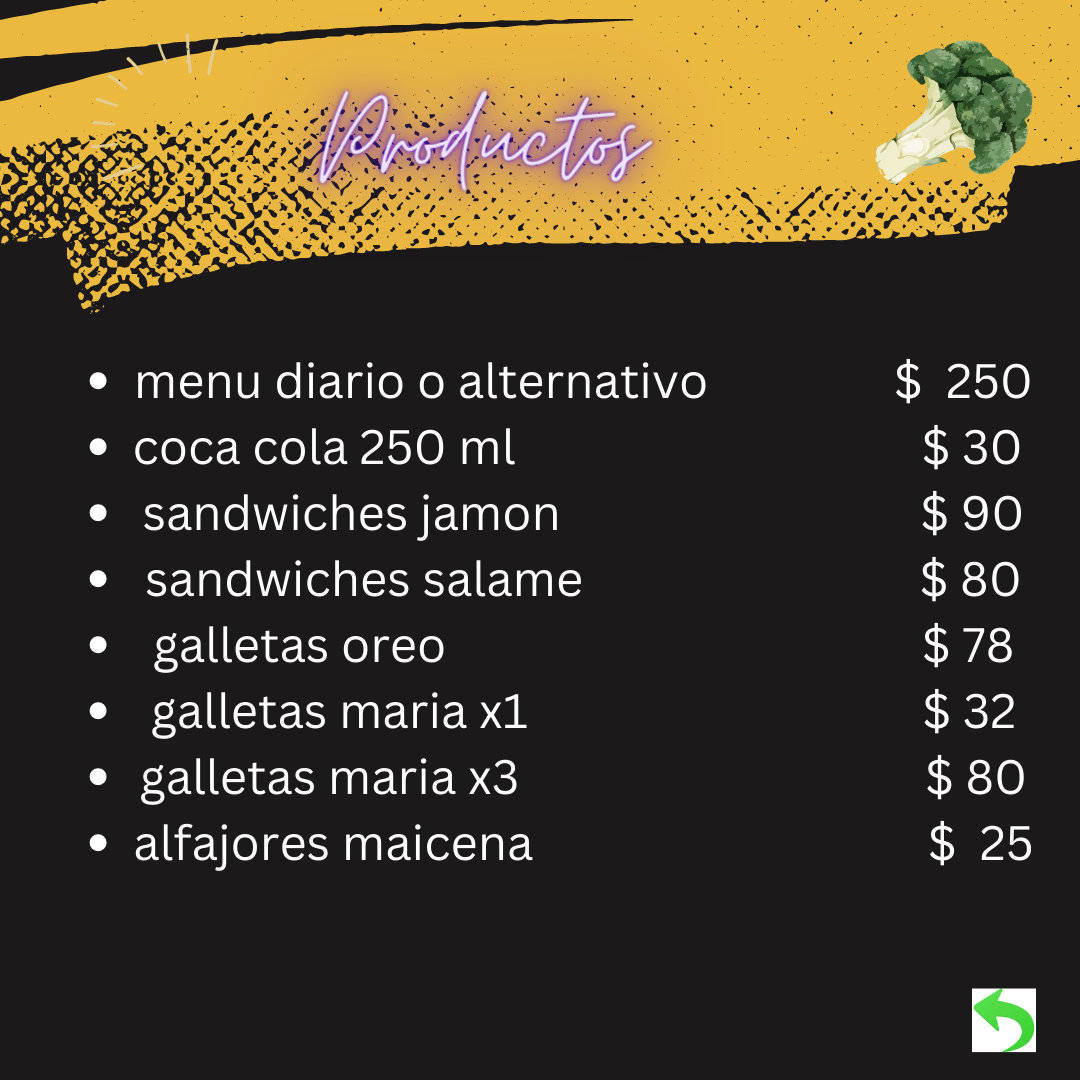 Productos
• menu diario o alternativo $ 250
• coca cola 250 ml $ 30
• sandwiches jamon $ 90
• sandwiches salame $ 80
• galletas oreo $ 78
• galletas maria x1 $ 32
• galletas maria x3 $ 80
• alfajores maicena $ 25